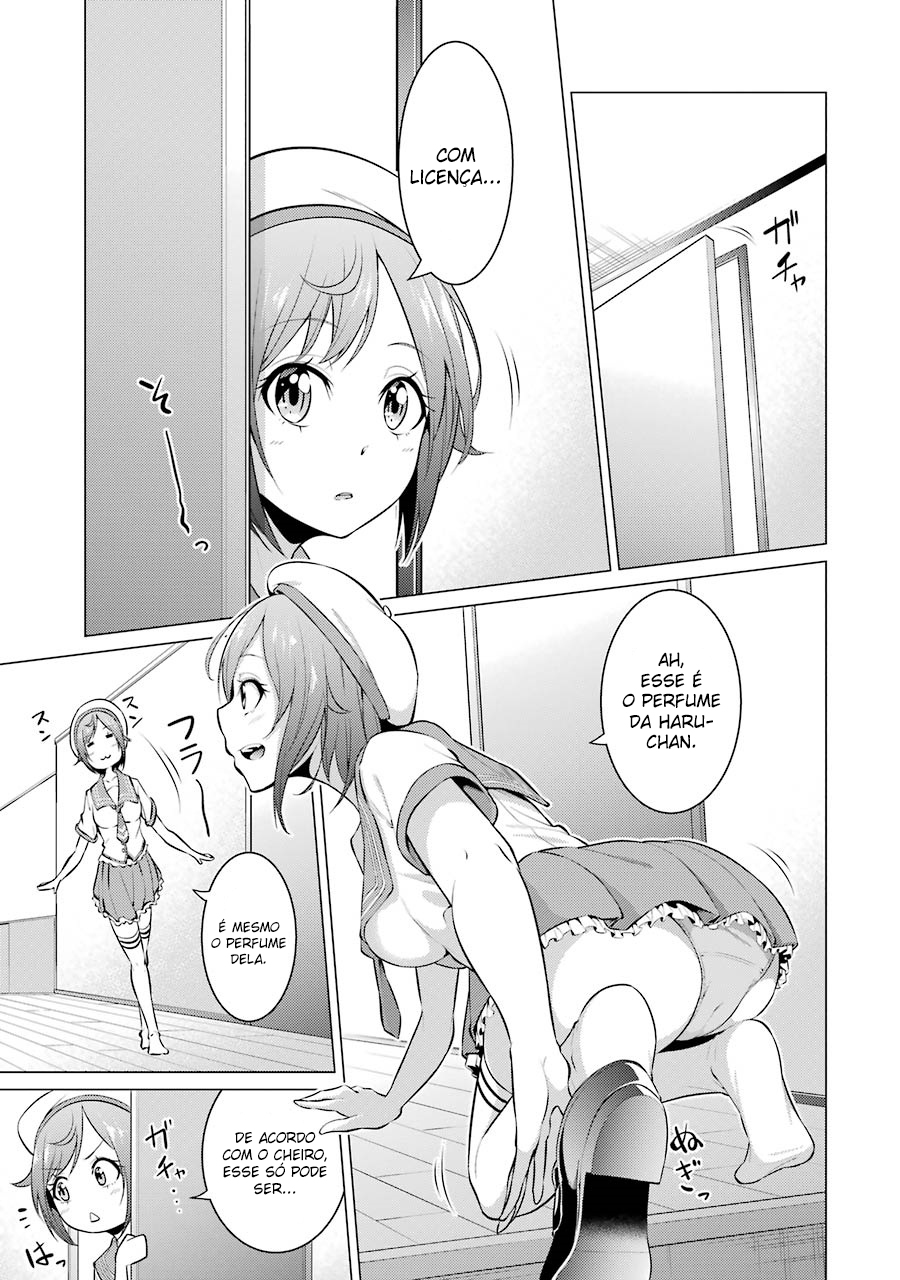 ガチャ
COM
LICENÇA...
そ〜っ
AH,
ESSE É
O PERFUME
DA HARU-
CHAN.
ぬぎっ
フラ〜
スン
スン
É MESMO
O PERFUME
DELA.
DE ACORDO
COM O CHEIRO,
ESSE SÓ PODE
SER...
ガチャ...
はっ